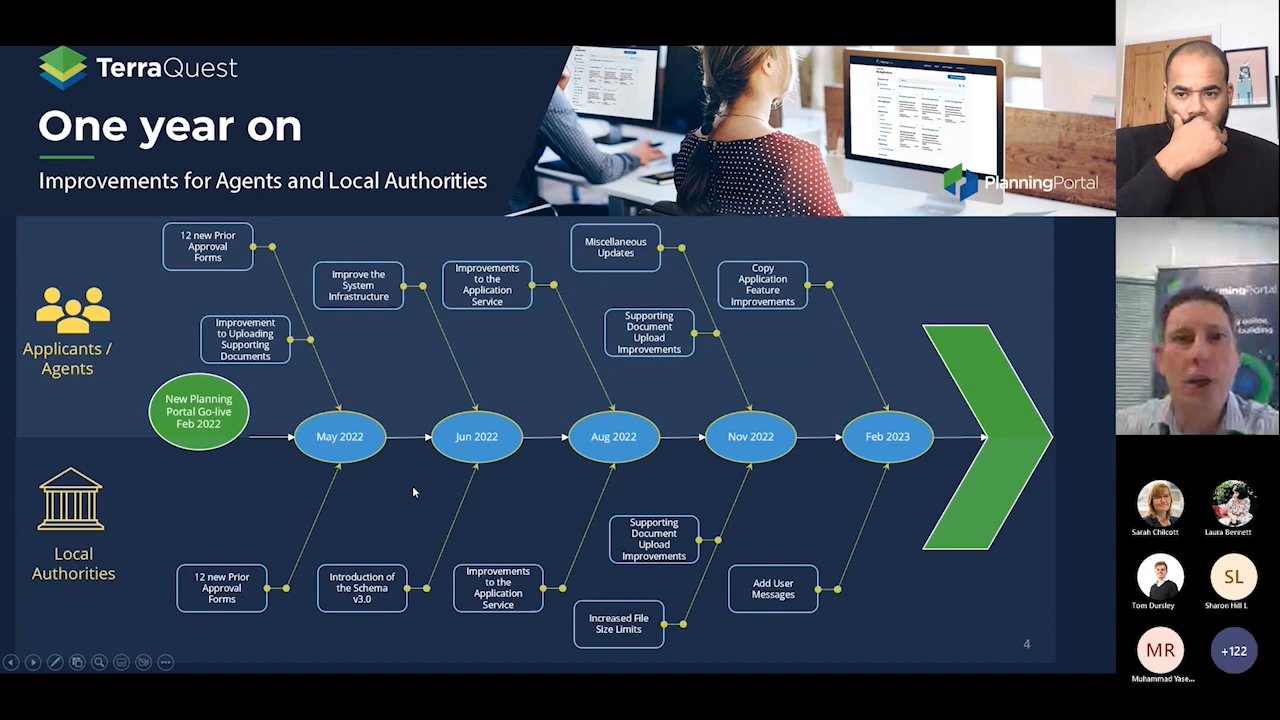 TerraQuest
One year on
Improvements for Agents and Local Authorities
PlanningPortal
12 new Prior
Approval
Forms
Improvement
to Uploading
Supporting
Documents
Improve the
System
Infrastructure
Improvements
to the
Application
Service
Miscellaneous
Updates
Supporting
Document
Upload
Improvements
Copy
Application
Feature
Improvements
Applicants /
Agents
New Planning
Portal Go-live
Feb 2022
May 2022
Jun 2022
Aug 2022
Nov 2022
Feb 2023
Local
Authorities
12 new Prior
Approval
Forms
Introduction of
the Schema
v3.0
Improvements
to the
Application
Service
Supporting
Document
Upload
Improvements
Increased File
Size Limits
Add User
Messages
4
Portal
building
Sarah Chilcott
Laura Bennett
Tom Dursley
SL
Sharon Hill L
MR
Muhammad Yase...
+122